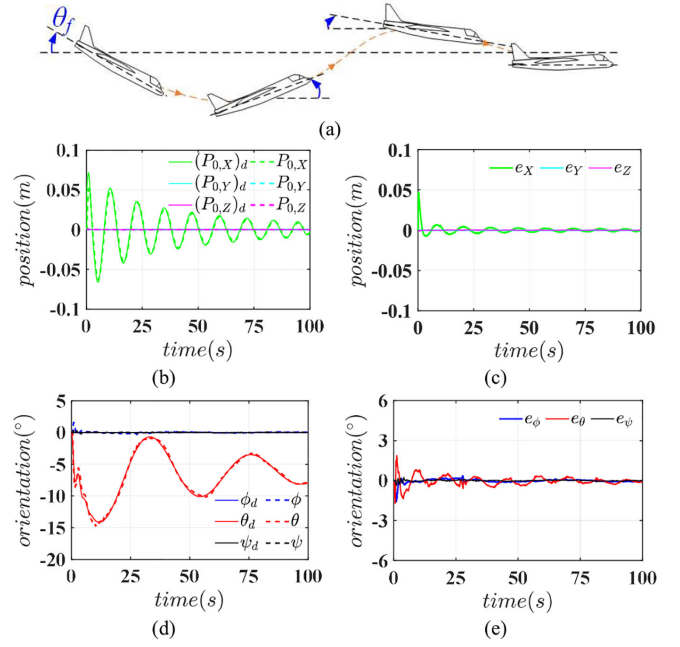 θ_f
(a)
position(m)
0.1
0.05
0
-0.05
-0.1
(P_{0,X})_d P_{0,X}
(P_{0,Y})_d P_{0,Y}
(P_{0,Z})_d P_{0,Z}
0 25 50 75 100
time(s)
(b)
position(m)
0.1
0.05
0
-0.05
-0.1
e_X e_Y e_Z
0 25 50 75 100
time(s)
(c)
orientation(°)
5
0
-5
-10
-15
-20
ϕ_d ϕ
θ_d θ
ψ_d ψ
0 25 50 75 100
time(s)
(d)
orientation(°)
6
3
0
-3
-6
e_ϕ e_θ e_ψ
0 25 50 75 100
time(s)
(e)